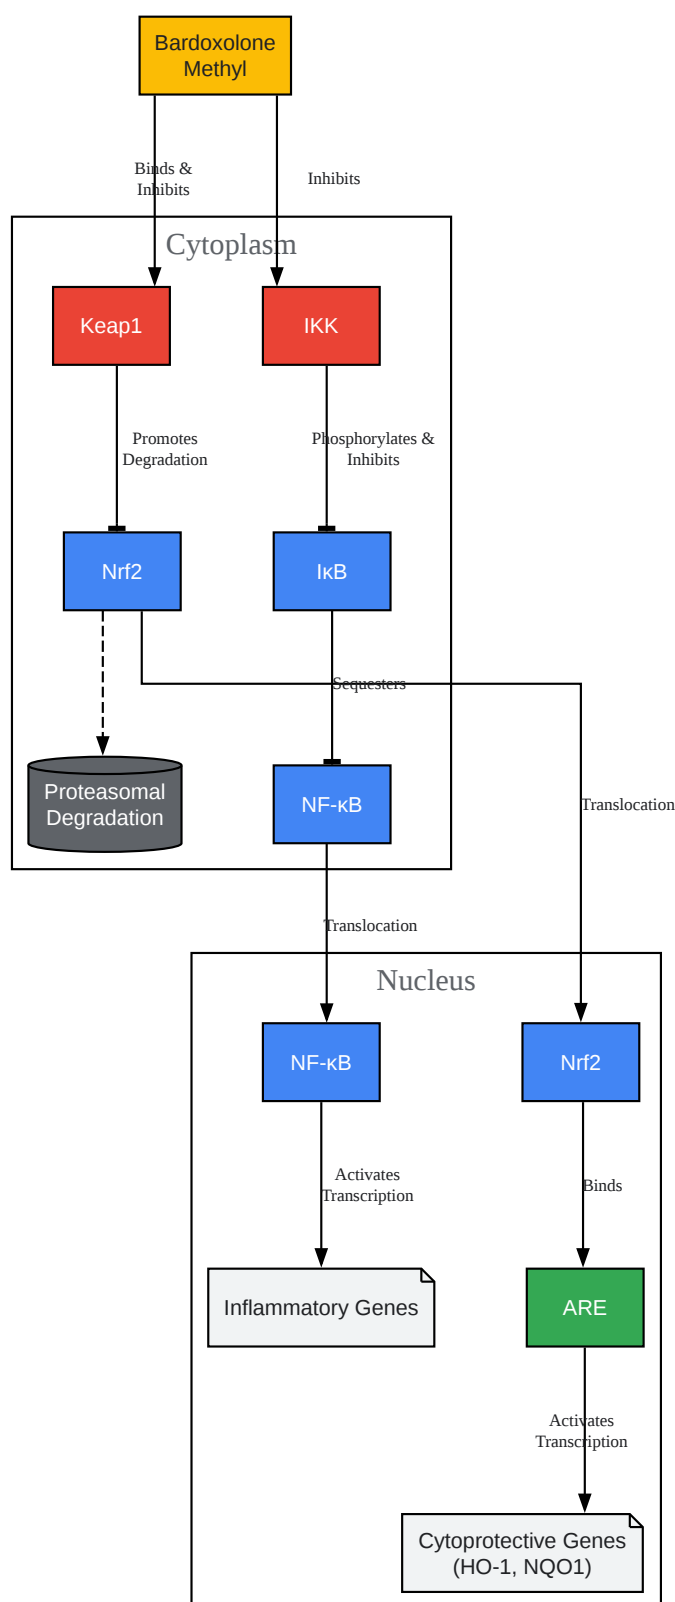 Bardoxolone
Methyl
Binds &
Inhibits
Inhibits
Cytoplasm
Keap1
IKK
Promotes
Degradation
Phosphorylates &
Inhibits
Nrf2
IκB
Sequesters
Proteasomal
Degradation
NF-κB
Translocation
Translocation
Nucleus
NF-κB
Nrf2
Activates
Transcription
Binds
Inflammatory Genes
ARE
Activates
Transcription
Cytoprotective Genes
(HO-1, NQO1)